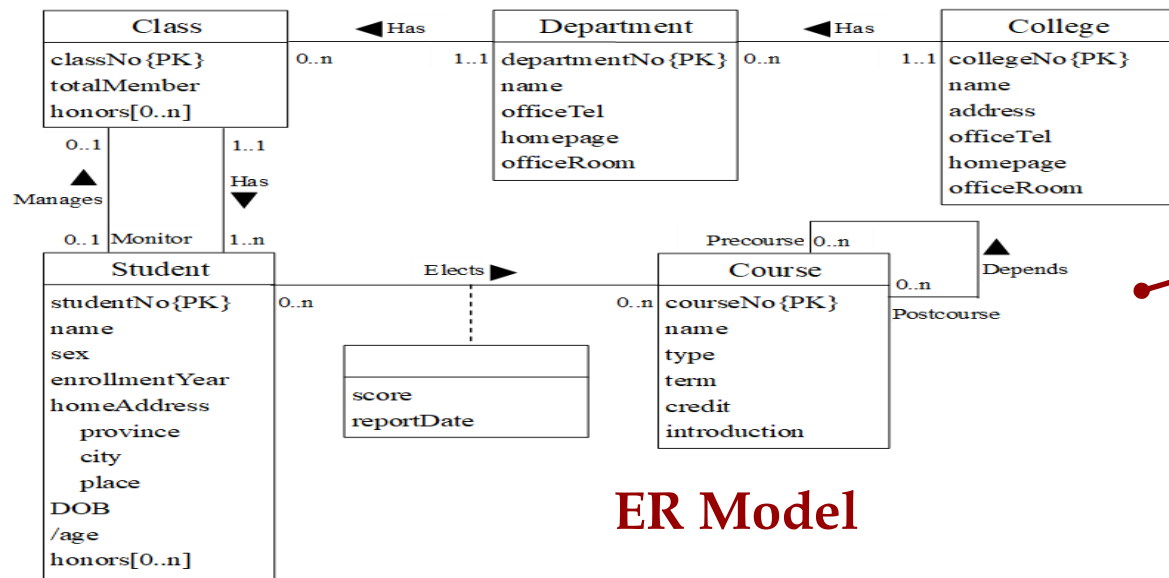 Class
classNo{PK}
totalMember
honors[0..n]
Has
0..n
1..1
Department
departmentNo{PK}
name
officeTel
homepage
officeRoom
Has
0..n
1..1
College
collegeNo{PK}
name
address
officeTel
homepage
officeRoom
0..1
1..1
Manages
Has
0..1
Monitor
1..n
Student
studentNo{PK}
name
sex
enrollmentYear
homeAddress
province
city
place
DOB
/age
honors[0..n]
Elects
0..n
0..n
score
reportDate
Precourse
0..n
Depends
0..n
Postcourse
Course
courseNo{PK}
name
type
term
credit
introduction
ER Model